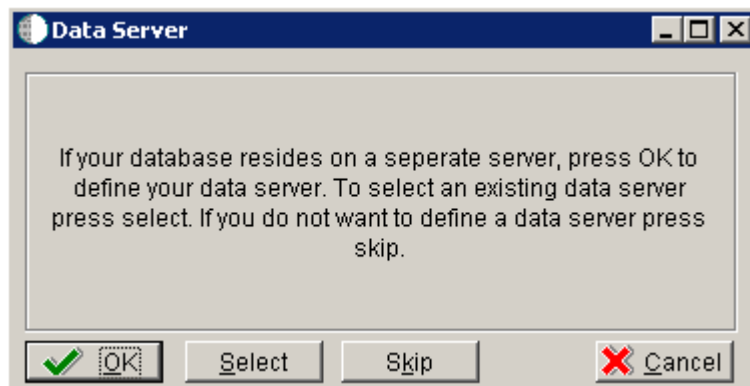 Data Server
If your database resides on a seperate server, press OK to
define your data server. To select an existing data server
press select. If you do not want to define a data server press
skip.
OK Select Skip Cancel